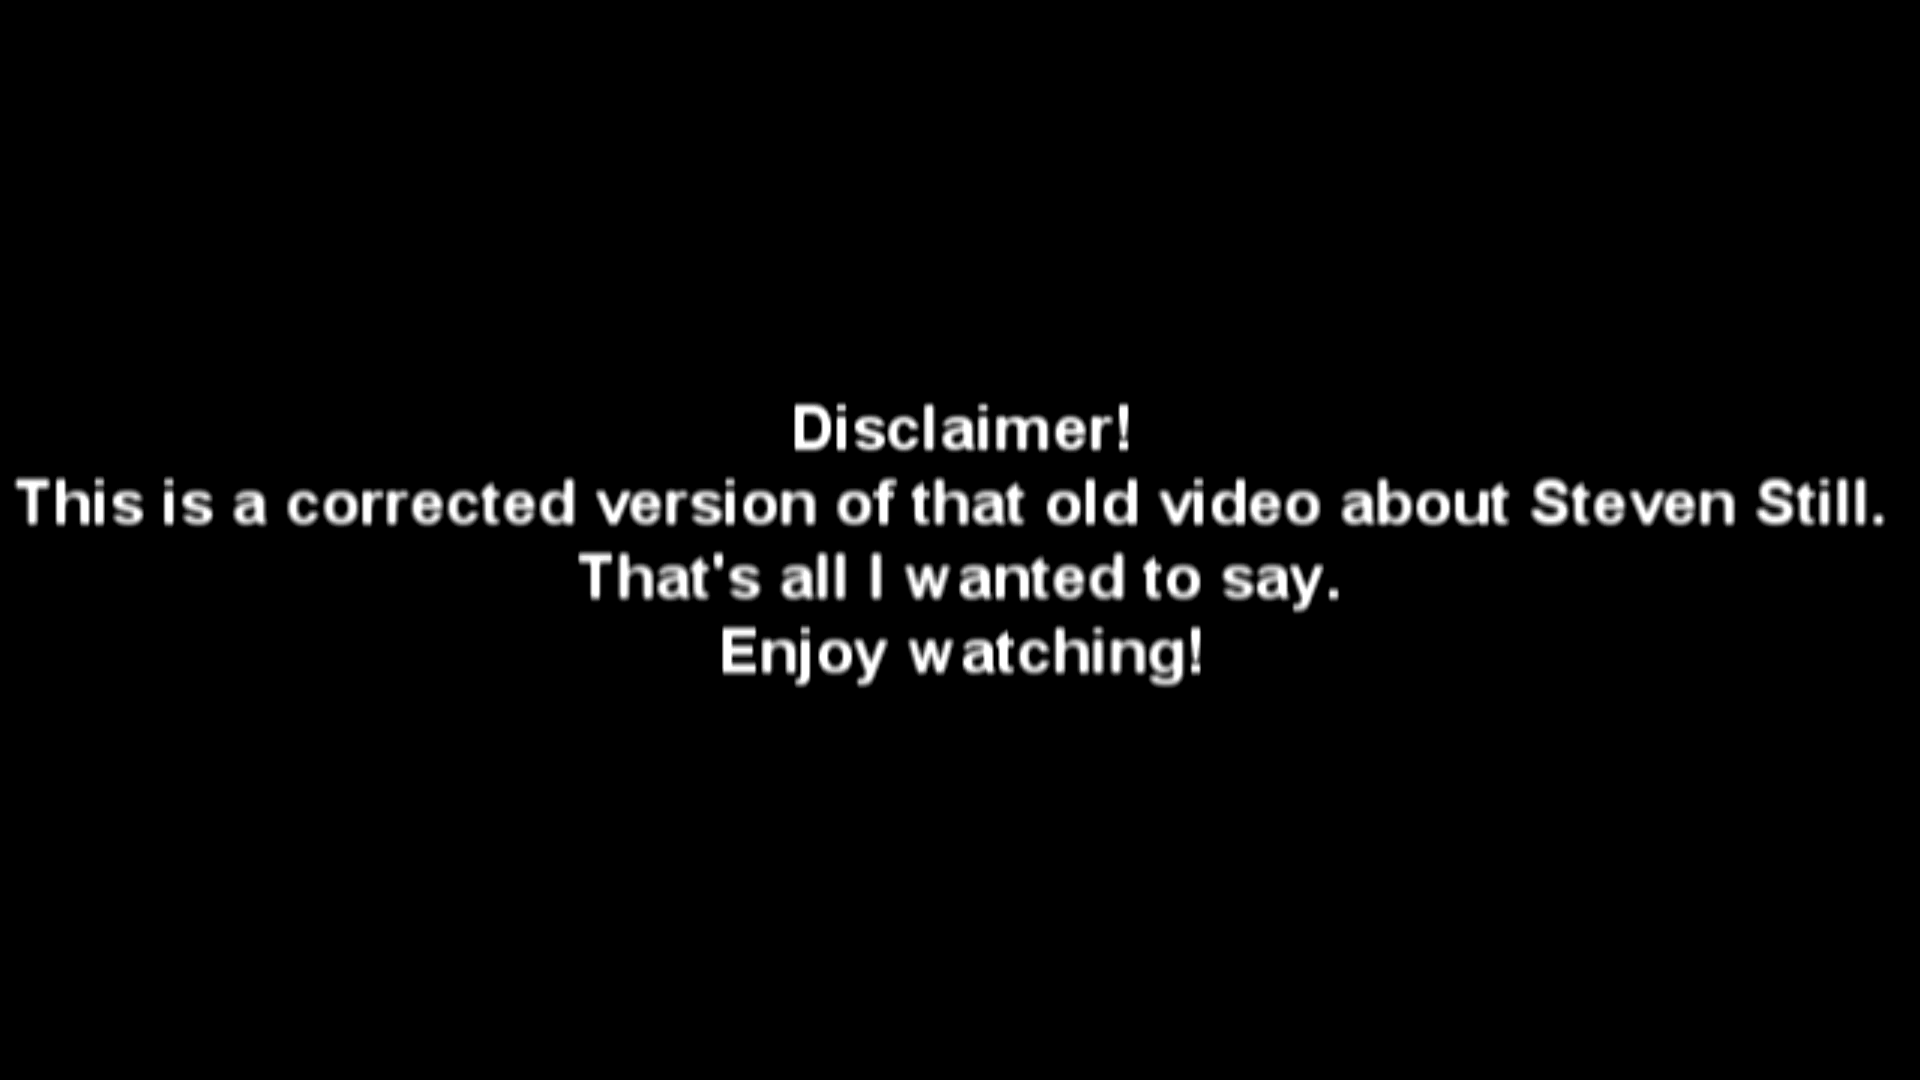 Disclaimer!
This is a corrected version of that old video about Steven Still.
That's all I wanted to say.
Enjoy watching!